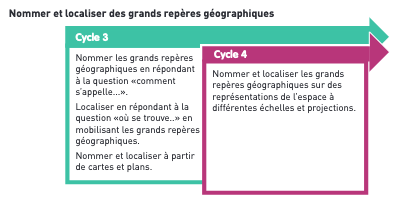 Nommer et localiser des grands repères géographiques
Cycle 3
Nommer les grands repères
géographiques en répondant
à la question «comment
s'appelle...».
Localiser en répondant à la
question «où se trouve..» en
mobilisant les grands repères
géographiques.
Nommer et localiser à partir
de cartes et plans.
Cycle 4
Nommer et localiser les grands
repères géographiques sur des
représentations de l'espace à
différentes échelles et projections.